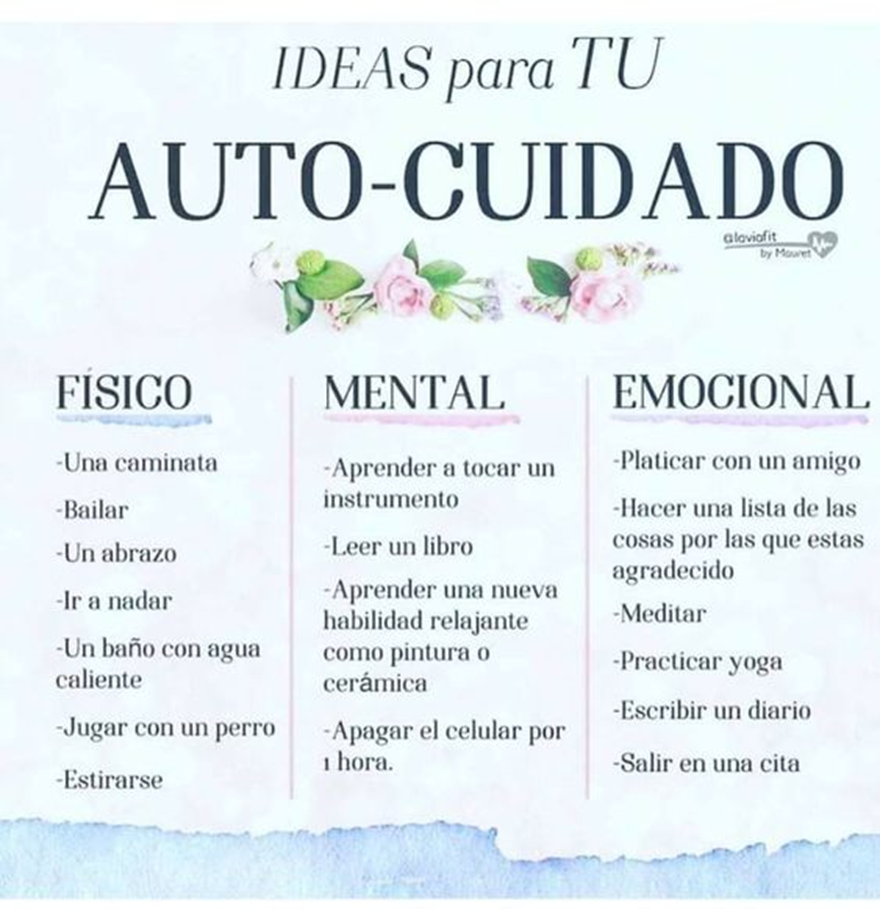 IDEAS para TU
AUTO-CUIDADO
@laviafit
by Mauret
FÍSICO
-Una caminata
-Bailar
-Un abrazo
-Ir a nadar
-Un baño con agua
caliente
-Jugar con un perro
-Estirarse
MENTAL
-Aprender a tocar un
instrumento
-Leer un libro
-Aprender una nueva
habilidad relajante
como pintura o
cerámica
-Apagar el celular por
1 hora.
EMOCIONAL
-Platicar con un amigo
-Hacer una lista de las
cosas por las que estas
agradecido
-Meditar
-Practicar yoga
-Escribir un diario
-Salir en una cita